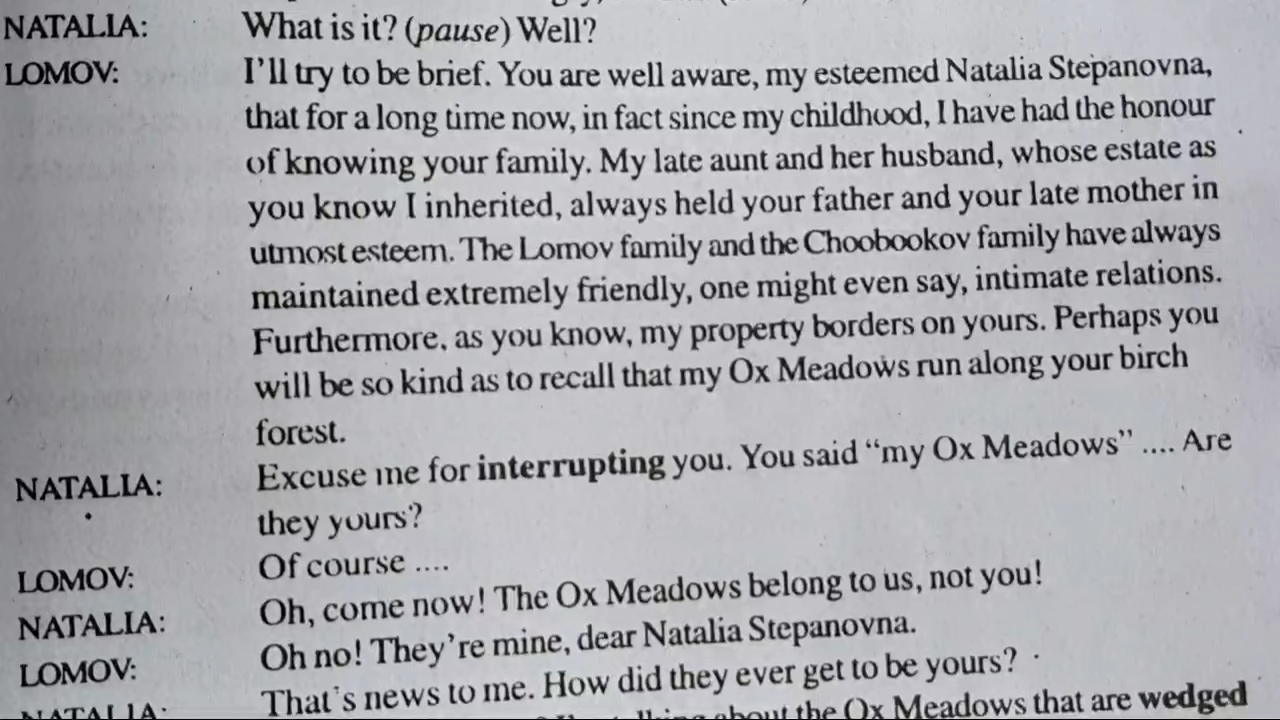 NATALIA: What is it? (pause) Well?
LOMOV: I'll try to be brief. You are well aware, my esteemed Natalia Stepanovna,
that for a long time now, in fact since my childhood, I have had the honour
of knowing your family. My late aunt and her husband, whose estate as
you know I inherited, always held your father and your late mother in
utmost esteem. The Lomov family and the Choobookov family have always
maintained extremely friendly, one might even say, intimate relations.
Furthermore, as you know, my property borders on yours. Perhaps you
will be so kind as to recall that my Ox Meadows run along your birch
forest.
NATALIA: Excuse me for interrupting you. You said “my Ox Meadows” .... Are
they yours?
LOMOV: Of course ....
NATALIA: Oh, come now! The Ox Meadows belong to us, not you!
LOMOV: Oh no! They're mine, dear Natalia Stepanovna.
NATALIA: That's news to me. How did they ever get to be yours?
about the Ox Meadows that are wedged